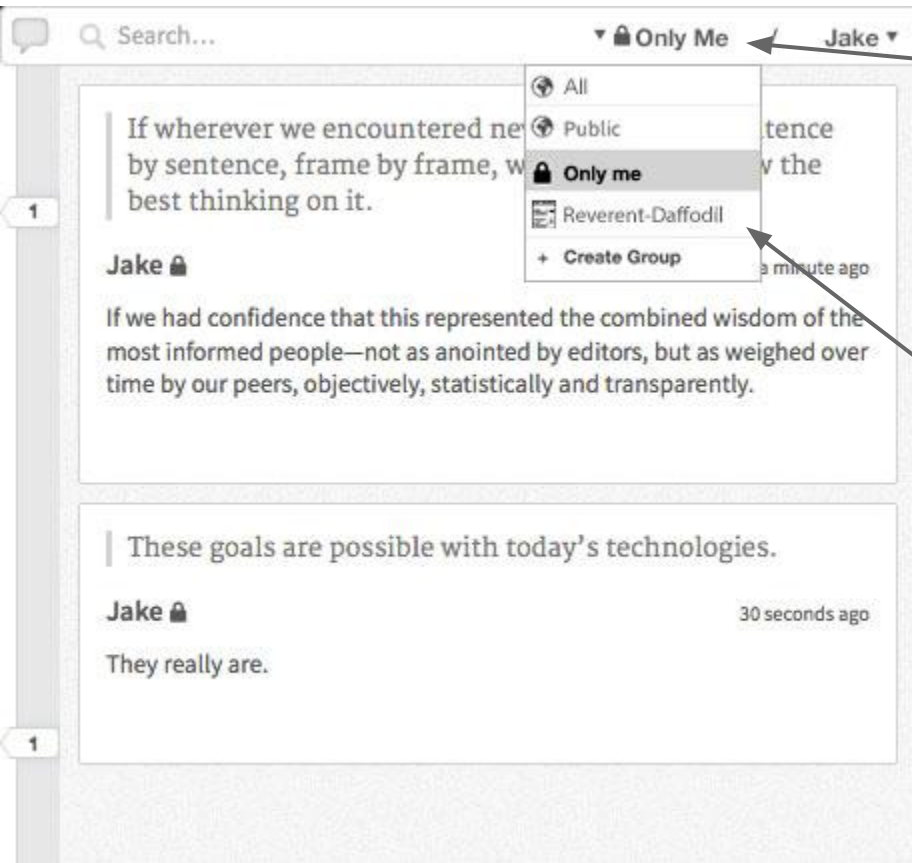 Search...
Only Me / Jake
All
Public
Only me
Reverent-Daffodil
+ Create Group
If wherever we encountered
by sentence, frame by frame, the
best thinking on it.
1
Jake
a minute ago
If we had confidence that this represented the combined wisdom of the
most informed people—not as anointed by editors, but as weighed over
time by our peers, objectively, statistically and transparently.
These goals are possible with today's technologies.
Jake
30 seconds ago
They really are.
1